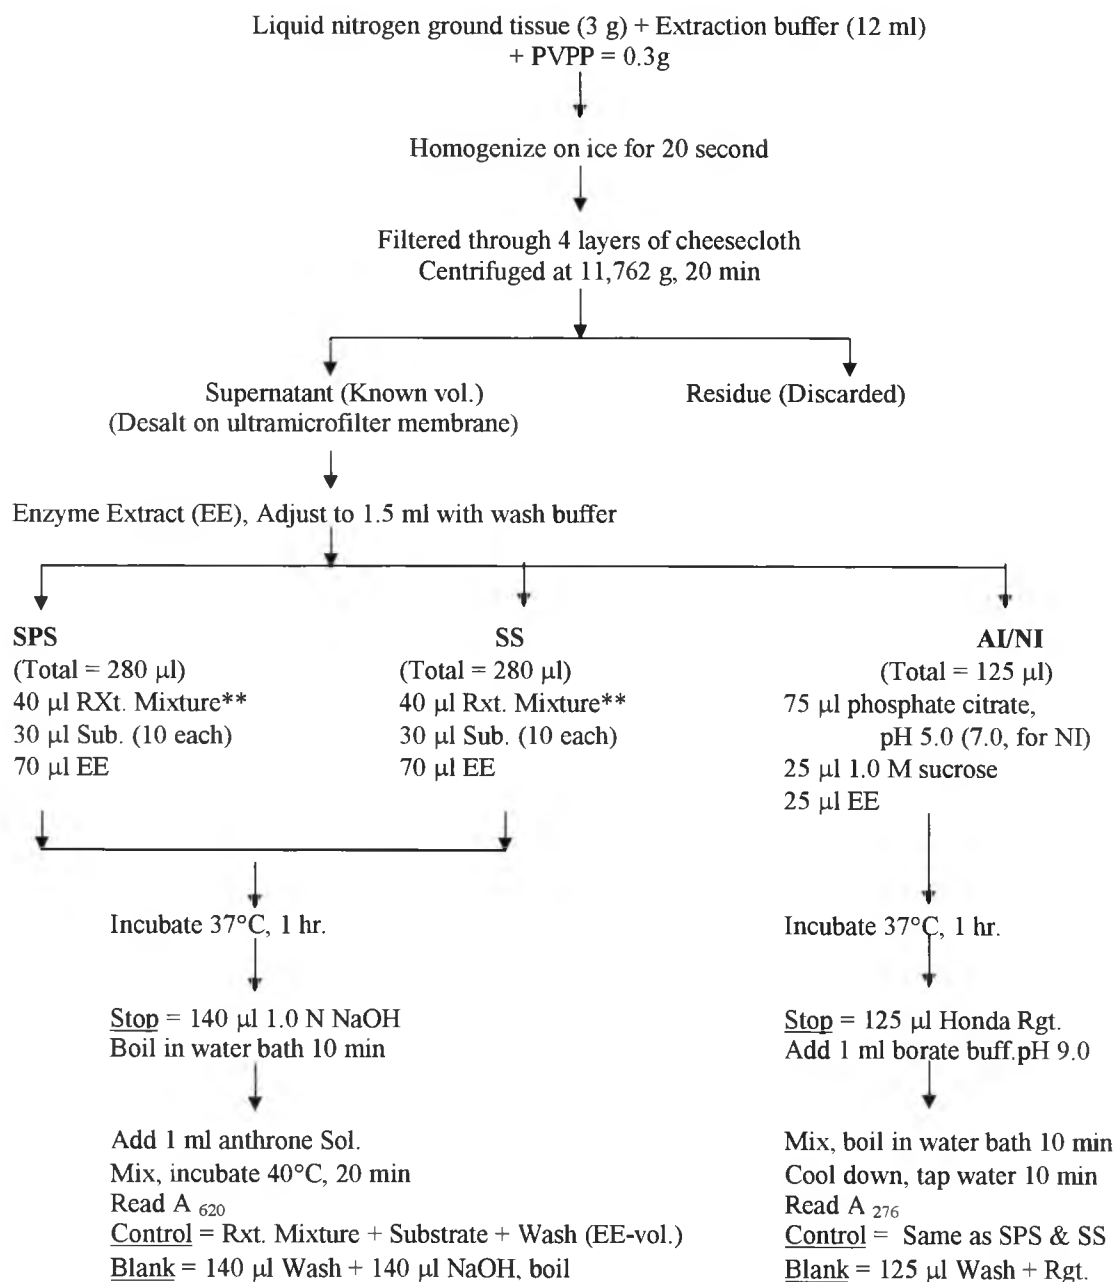 Liquid nitrogen ground tissue (3 g) + Extraction buffer (12 ml)
+ PVPP = 0.3g
Homogenize on ice for 20 second
Filtered through 4 layers of cheesecloth
Centrifuged at 11,762 g, 20 min
Supernatant (Known vol.)
(Desalt on ultramicrofilter membrane)
Residue (Discarded)
Enzyme Extract (EE), Adjust to 1.5 ml with wash buffer
SPS
(Total = 280 µl)
40 µl RXt. Mixture**
30 µl Sub. (10 each)
70 µl EE
SS
(Total = 280 µl)
40 µl Rxt. Mixture**
30 µl Sub. (10 each)
70 µl EE
AI/NI
(Total = 125 µl)
75 µl phosphate citrate,
pH 5.0 (7.0, for NI)
25 µl 1.0 M sucrose
25 µl EE
Incubate 37°C, 1 hr.
Stop = 140 µl 1.0 N NaOH
Boil in water bath 10 min
Add 1 ml anthrone Sol.
Mix, incubate 40°C, 20 min
Read A 620
Control = Rxt. Mixture + Substrate + Wash (EE-vol.)
Blank = 140 µl Wash + 140 µl NaOH, boil
Incubate 37°C, 1 hr.
Stop = 125 µl Honda Rgt.
Add 1 ml borate buff.pH 9.0
Mix, boil in water bath 10 min
Cool down, tap water 10 min
Read A 276
Control = Same as SPS & SS
Blank = 125 µl Wash + Rgt.